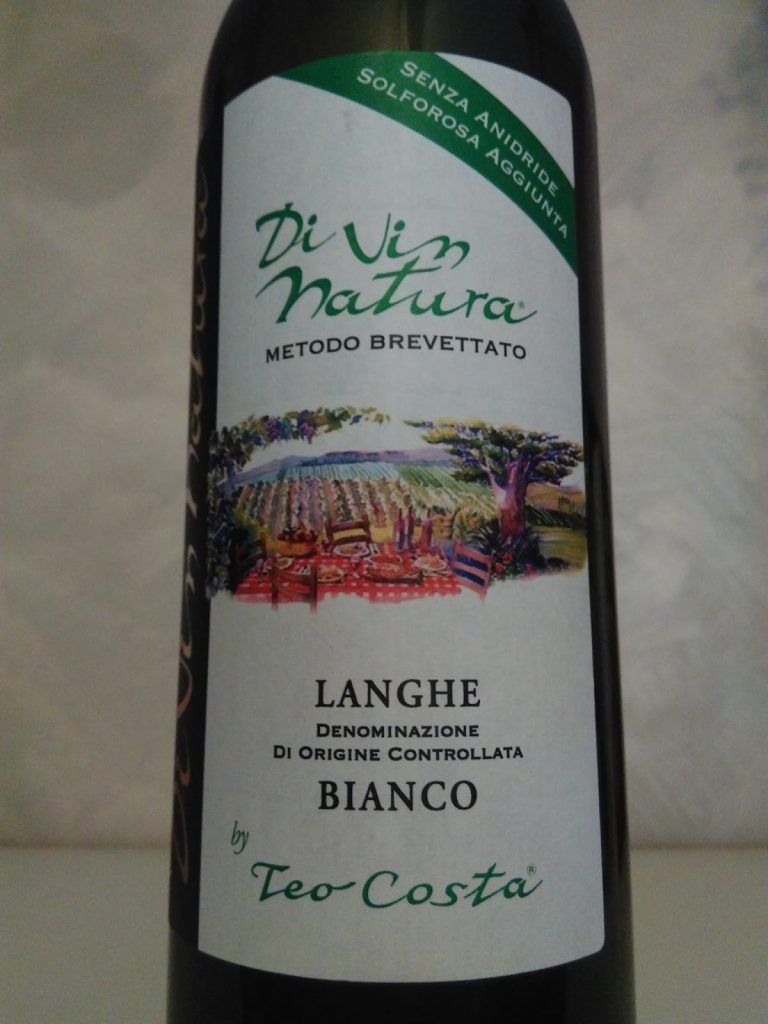 SENZA ANIDRIDE
SOLFOROSA AGGIUNTA
Di Vin
natura®
METODO BREVETTATO
LANGHE
DENOMINAZIONE
DI ORIGINE CONTROLLATA
BIANCO
by
Teo Costa®